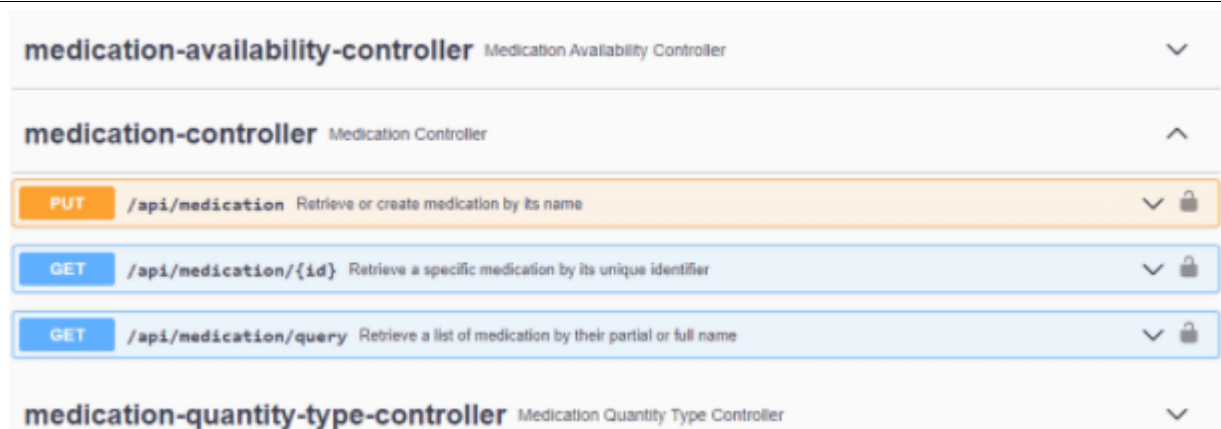 medication-availability-controller Medication Availability Controller
medication-controller Medication Controller
PUT /api/medication Retrieve or create medication by its name
GET /api/medication/{id} Retrieve a specific medication by its unique identifier
GET /api/medication/query Retrieve a list of medication by their partial or full name
medication-quantity-type-controller Medication Quantity Type Controller